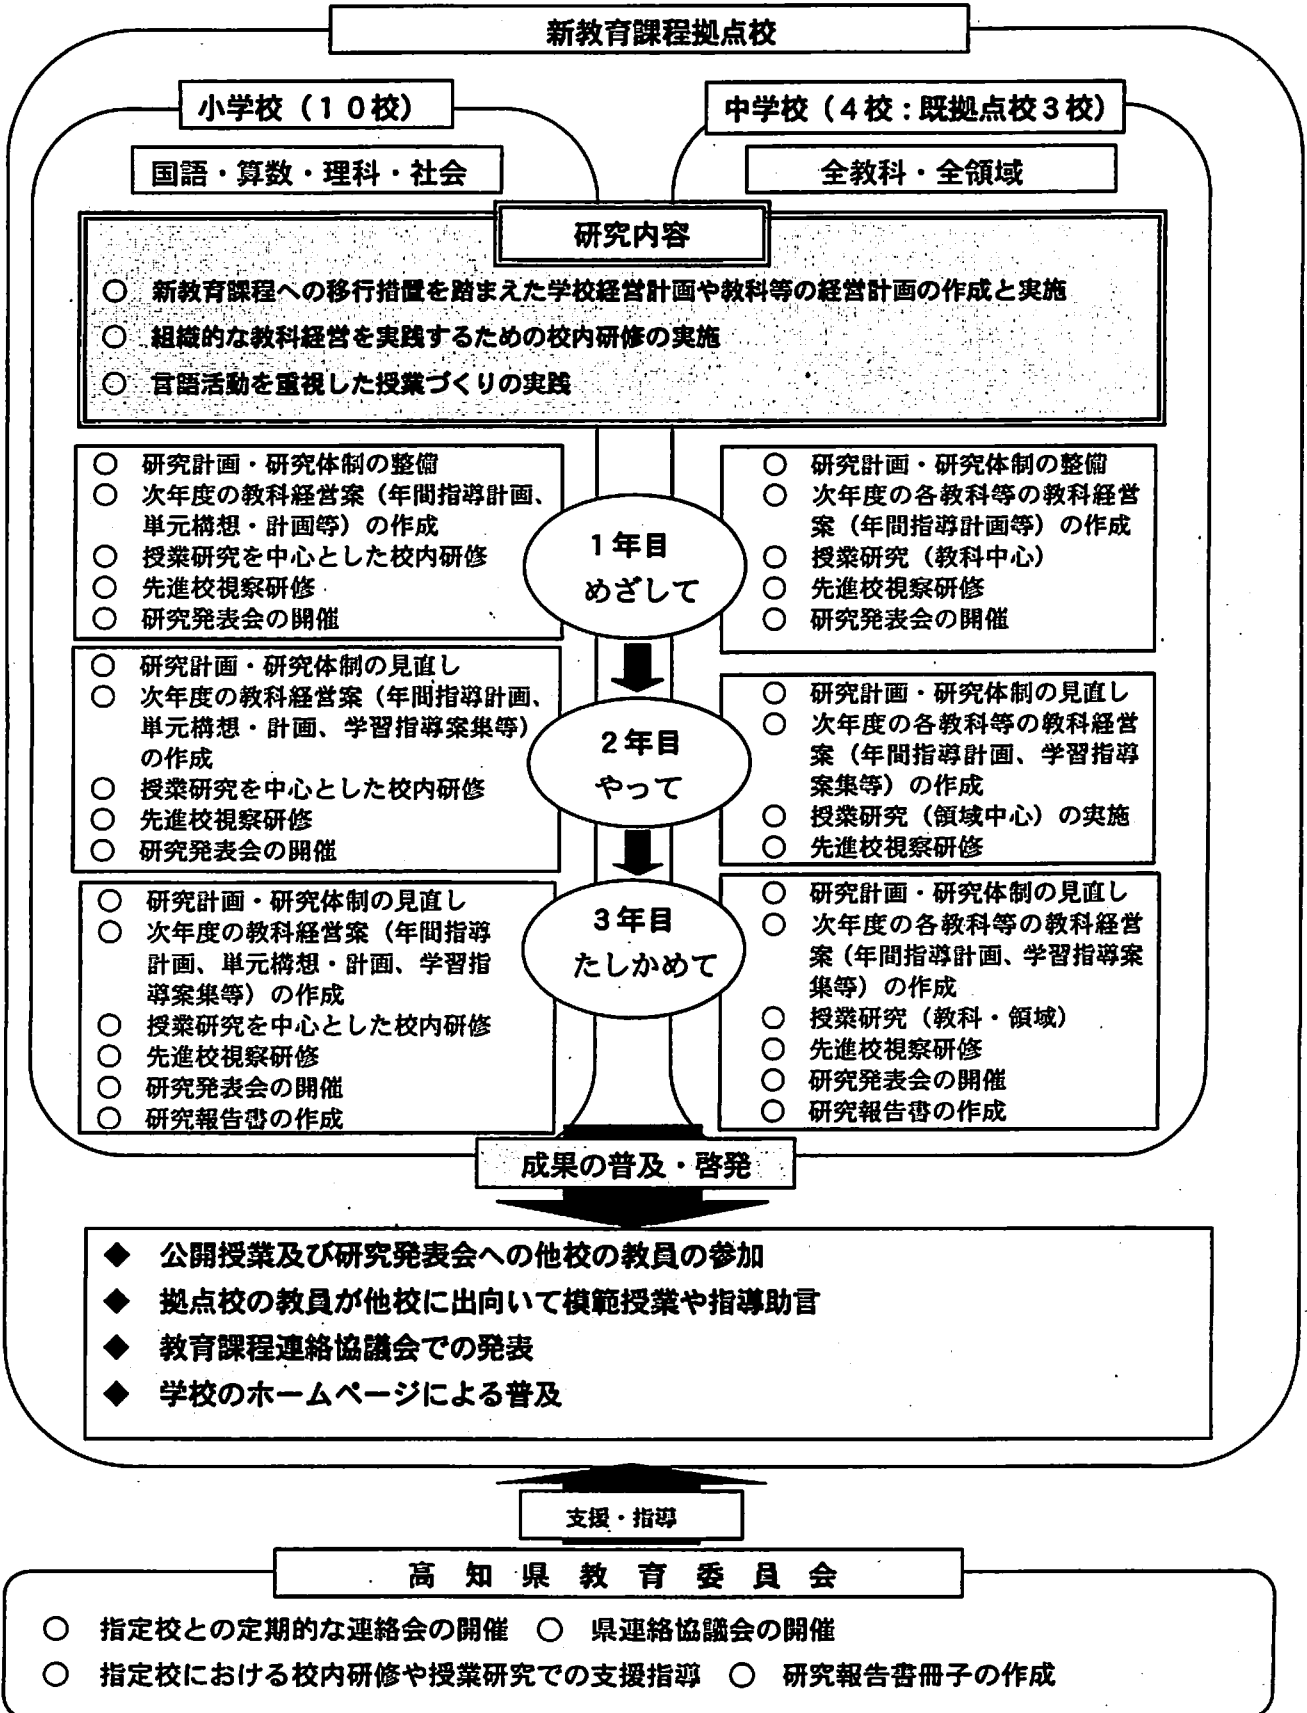 新教育課程拠点校
小学校（１０校）
中学校（４校：既拠点校３校）
国語・算数・理科・社会
全教科・全領域
研究内容
○ 新教育課程への移行措置を踏まえた学校経営計画や教科等の経営計画の作成と実施
○ 組織的な教科経営を実践するための校内研修の実施
○ 言語活動を重視した授業づくりの実践
○ 研究計画・研究体制の整備
○ 次年度の教科経営案（年間指導計画、
単元構想・計画等）の作成
○ 授業研究を中心とした校内研修
○ 先進校視察研修
○ 研究発表会の開催
１年目
めざして
○ 研究計画・研究体制の整備
○ 次年度の各教科等の教科経営
案（年間指導計画等）の作成
○ 授業研究（教科中心）
○ 先進校視察研修
○ 研究発表会の開催
○ 研究計画・研究体制の見直し
○ 次年度の教科経営案（年間指導計画、
単元構想・計画、学習指導案集等）
の作成
○ 授業研究を中心とした校内研修
○ 先進校視察研修
○ 研究発表会の開催
２年目
やって
○ 研究計画・研究体制の見直し
○ 次年度の各教科等の教科経営
案（年間指導計画、学習指導
案集等）の作成
○ 授業研究（領域中心）の実施
○ 先進校視察研修
○ 研究計画・研究体制の見直し
○ 次年度の教科経営案（年間指導
計画、単元構想・計画、学習指
導案集等）の作成
○ 授業研究を中心とした校内研修
○ 先進校視察研修
○ 研究発表会の開催
○ 研究報告書の作成
３年目
たしかめて
○ 研究計画・研究体制の見直し
○ 次年度の各教科等の教科経営
案（年間指導計画、学習指導案
集等）の作成
○ 授業研究（教科・領域）
○ 先進校視察研修
○ 研究発表会の開催
○ 研究報告書の作成
成果の普及・啓発
◆ 公開授業及び研究発表会への他校の教員の参加
◆ 拠点校の教員が他校に出向いて模範授業や指導助言
◆ 教育課程連絡協議会での発表
◆ 学校のホームページによる普及
支援・指導
高知県教育委員会
○ 指定校との定期的な連絡会の開催 ○ 県連絡協議会の開催
○ 指定校における校内研修や授業研究での支援指導 ○ 研究報告書冊子の作成